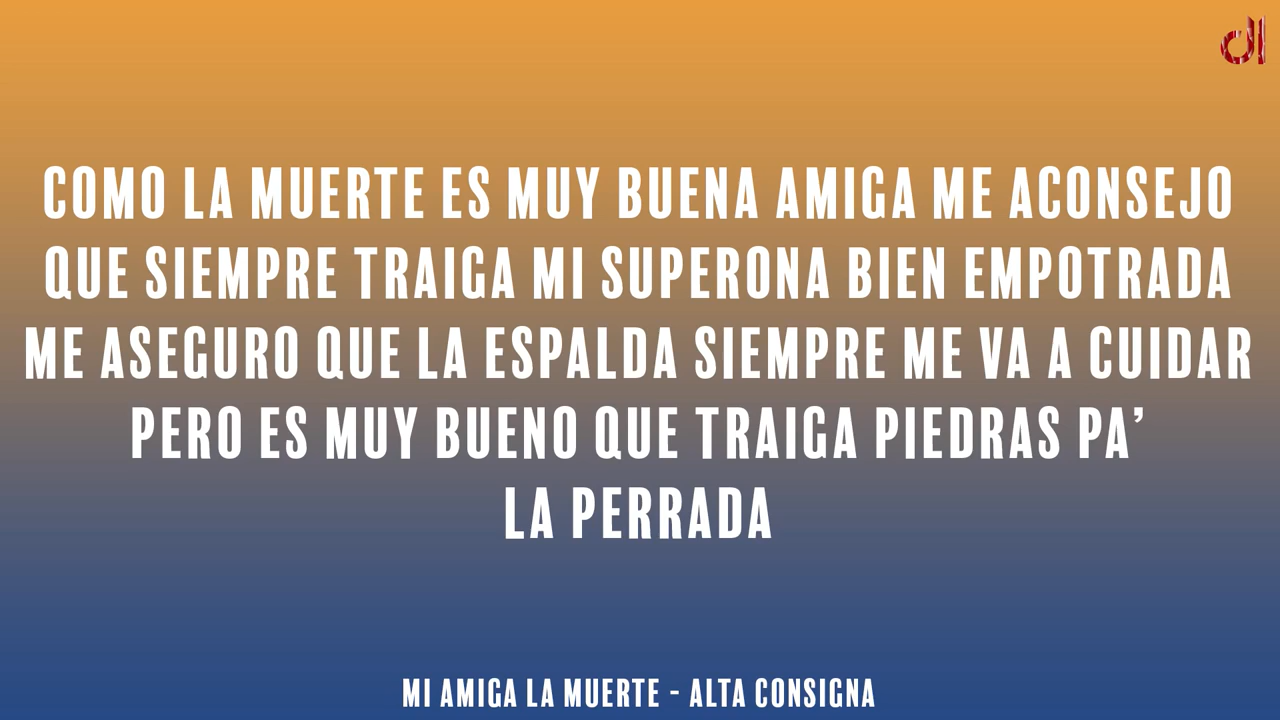 COMO LA MUERTE ES MUY BUENA AMIGA ME ACONSEJO
QUE SIEMPRE TRAIGA MI SUPERONA BIEN EMPOTRADA
ME ASEGURO QUE LA ESPALDA SIEMPRE ME VA A CUIDAR
PERO ES MUY BUENO QUE TRAIGA PIEDRAS PA’
LA PERRADA
MI AMIGA LA MUERTE - ALTA CONSIGNA